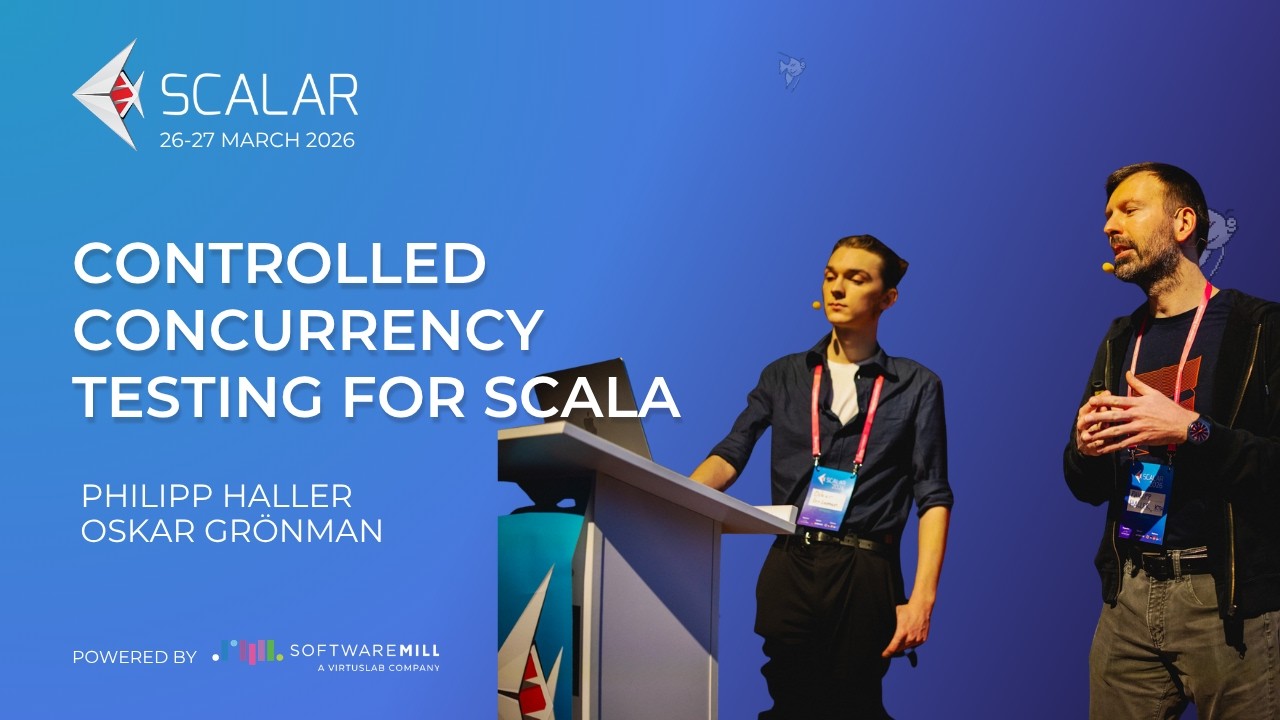 SCALAR
26-27 MARCH 2026
CONTROLLED
CONCURRENCY
TESTING FOR SCALA
PHILIPP HALLER
OSKAR GRÖNMAN
POWERED BY SOFTWAREMILL
A VIRTUSLAB COMPANY
SCALAR